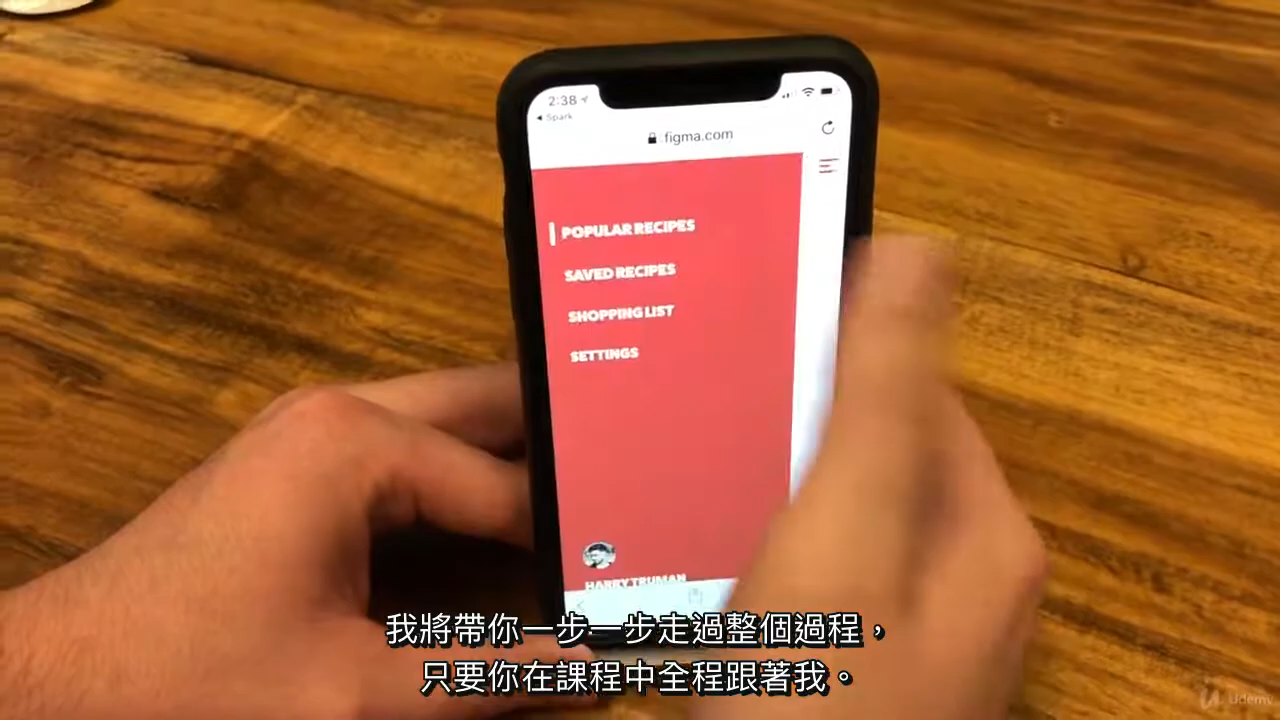 2:38
Spark
figma.com
POPULAR RECIPES
SAVED RECIPES
SHOPPING LIST
SETTINGS
HARRY TRUMAN
我將帶你一步一步走過整個過程，
只要你在課程中全程跟著我。
Udemy